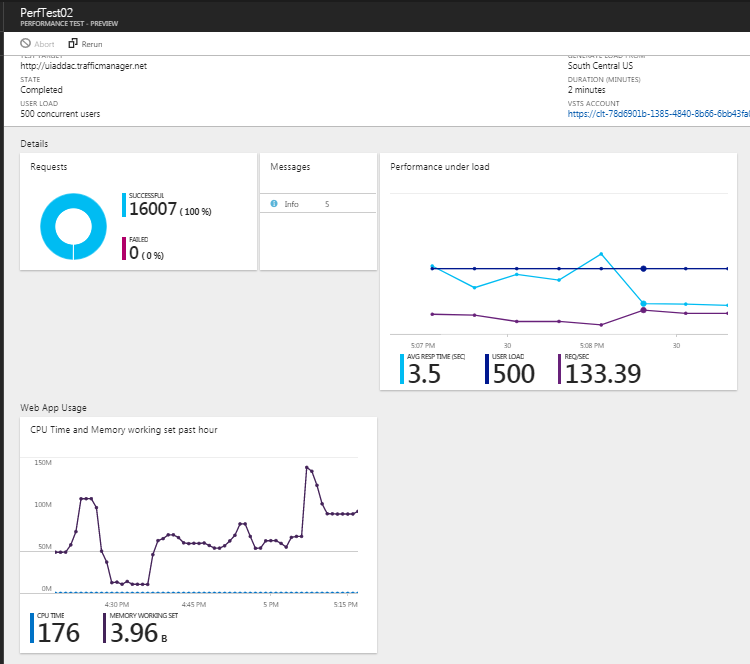 PerfTest02
PERFORMANCE TEST - PREVIEW
Abort Rerun
TEST TARGET GENERATE LOAD FROM
http://uiaddac.trafficmanager.net South Central US
STATE DURATION (MINUTES)
Completed 2 minutes
USER LOAD VSTS ACCOUNT
500 concurrent users https://clt-78d6901b-1385-4840-8b66-6bb43fa
Details
Requests Messages Performance under load
SUCCESSFUL
16007 ( 100 %)
Info 5
FAILED
0 ( 0 %)
5:07 PM 30 5:08 PM 30
AVG RESP TIME (SEC) USER LOAD REQ/SEC
3.5 500 133.39
Web App Usage
CPU Time and Memory working set past hour
150M
100M
50M
0M
4:30 PM 4:45 PM 5 PM 5:15 PM
CPU TIME MEMORY WORKING SET
176 3.96 B